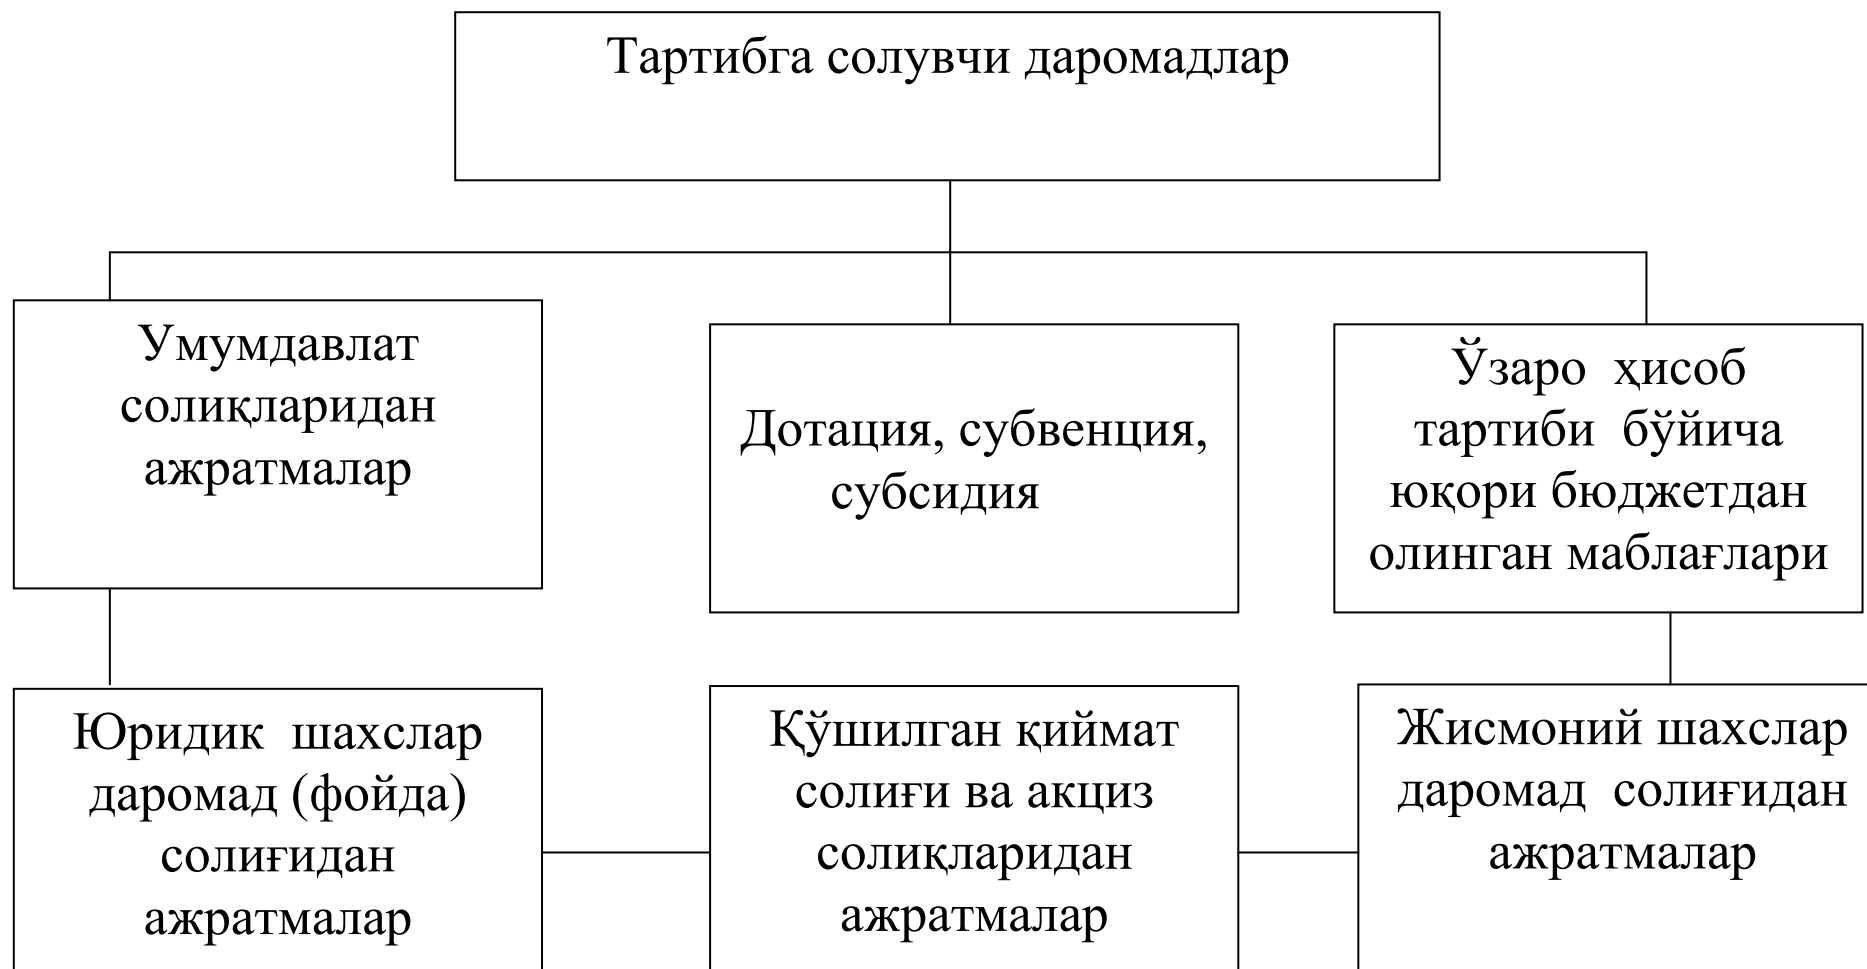 Тартибга солувчи даромадлар
Умумдавлат
солиқларидан
ажратмалар
Дотация, субвенция,
субсидия
Ўзаро ҳисоб
тартиби бўйича
юқори бюджетдан
олинган маблағлари
Юридик шахслар
даромад (фойда)
солиғидан
ажратмалар
Қўшилган қиймат
солиғи ва акциз
солиқларидан
ажратмалар
Жисмоний шахслар
даромад солиғидан
ажратмалар